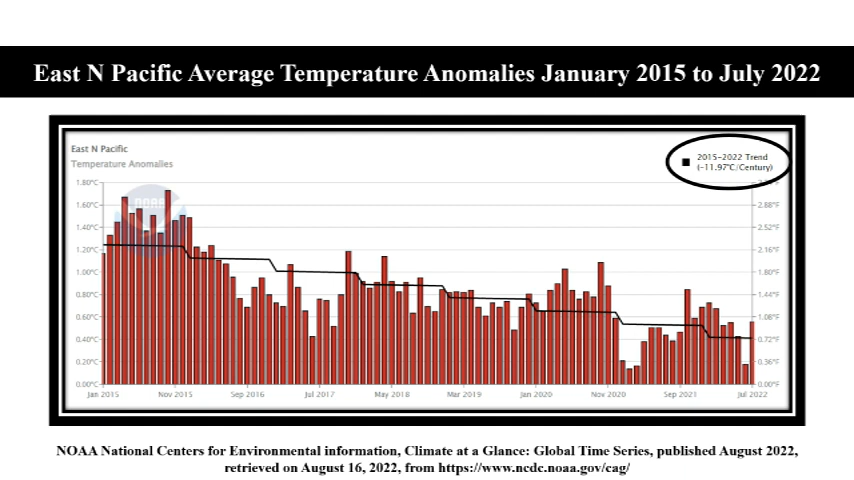 East N Pacific Average Temperature Anomalies January 2015 to July 2022
East N Pacific
Temperature Anomalies
2015-2022 Trend
(-11.97°C/Century)
1.80°C
1.60°C 2.88°F
1.40°C 2.52°F
1.20°C 2.16°F
1.00°C 1.80°F
0.80°C 1.44°F
0.60°C 1.08°F
0.40°C 0.72°F
0.20°C 0.36°F
0.00°C 0.00°F
Jan 2015 Nov 2015 Sep 2016 Jul 2017 May 2018 Mar 2019 Jan 2020 Nov 2020 Sep 2021 Jul 2022
NOAA National Centers for Environmental information, Climate at a Glance: Global Time Series, published August 2022,
retrieved on August 16, 2022, from https://www.ncdc.noaa.gov/cag/